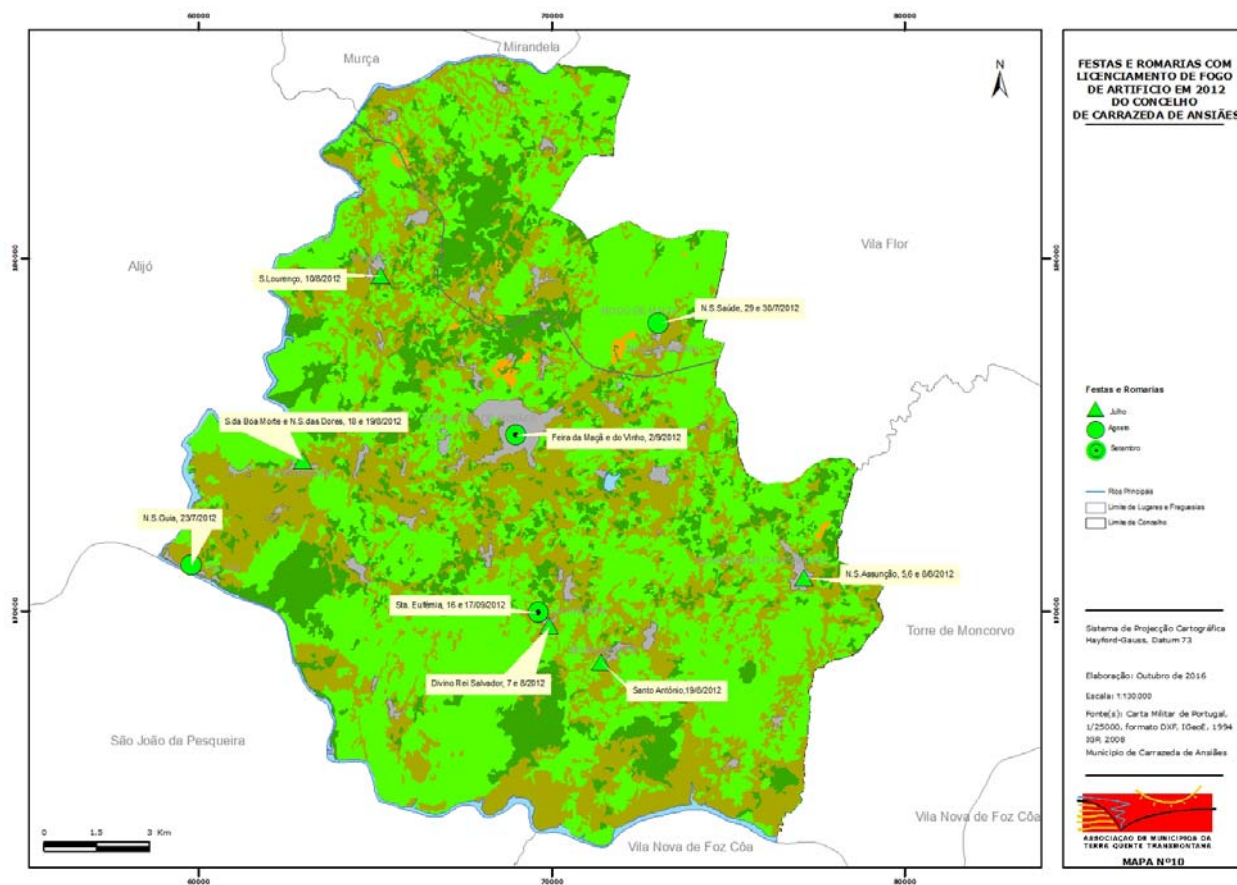 60000
70000
80000
Murça
Mirandela
N
Alijó
Vila Flor
S.Lourenço, 10/8/2012
N.S.Saúde, 29 e 30/7/2012
S.da Boa Morte e N.S.das Dores, 18 e 19/8/2012
Feira da Maçã e do Vinho, 2/9/2012
N.S.Guia, 23/7/2012
N.S.Assunção, 5,6 e 8/8/2012
Sta. Eufémia, 16 e 17/09/2012
170000
170000
Torre de Moncorvo
Divino Rei Salvador, 7 e 8/2012
Santo António,19/8/2012
São João da Pesqueira
Vila Nova de Foz Côa
Vila Nova de Foz Côa
0 1.5 3 Km
60000
70000
80000
FESTAS E ROMARIAS COM
LICENCIAMENTO DE FOGO
DE ARTIFICIO EM 2012
DO CONCELHO
DE CARRAZEDA DE ANSIÃES
Festas e Romarias
Julho
Agosto
Setembro
Rios Principais
Limite de Lugares e Freguesias
Limite de Concelho
Sistema de Projecção Cartográfica
Hayford-Gauss, Datum 73
Elaboração: Outubro de 2016
Escala: 1:130.000
Fonte(s): Carta Militar de Portugal,
1/25000, formato DXF, IGeoE, 1994
IGP, 2008
Município de Carrazeda de Ansiães
ASSOCIAÇÃO DE MUNICÍPIOS DA
TERRA QUENTE TRANSMONTANA
MAPA Nº10